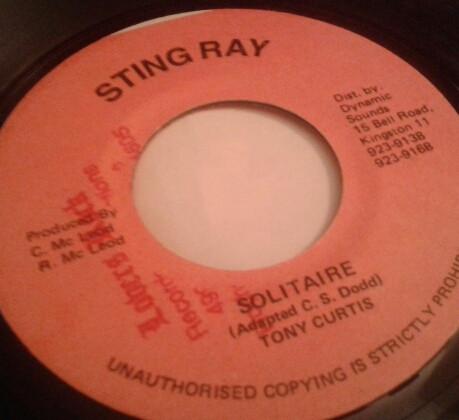 STING RAY
Dist. by:
Dynamic
Sounds
15 Bell Road,
Kingston 11
923-9138
923-9168
Produced By
C. Mc Leod
R. Mc Leod
SOLITAIRE
(Adapted C. S. Dodd)
TONY CURTIS
UNAUTHORISED COPYING IS STRICTLY PROHI